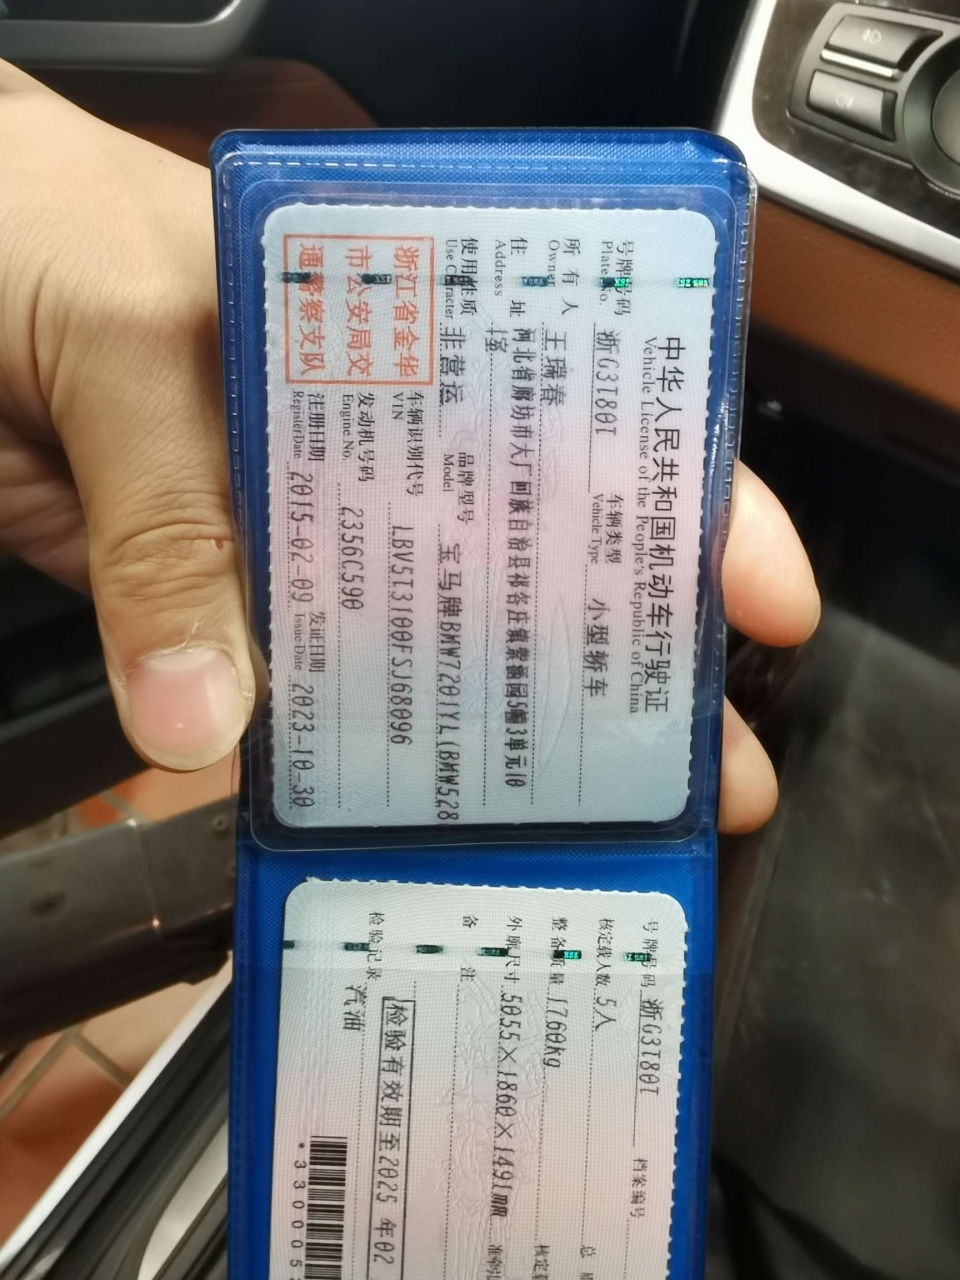 中华人民共和国机动车行驶证
Vehicle License of the People's Republic of China
号牌号码 浙G3T80T 车辆类型 小型轿车
Plate No. Vehicle Type
所有人 王瑞春
Owner
住址 河北省廊坊市大厂回族自治县祁各庄镇紫薇园5幢3单元10
Address
室
使用性质 非营运 品牌型号 宝马牌BMW7201YL(BMW528
Use Character Model
浙江省金华
市公安局交
通警察支队
车辆识别代号 LBV5T3100FSJ68096
VIN
发动机号码 2356C590
Engine No.
注册日期 2015-02-09 发证日期 2023-10-30
Register Date Issue Date
号牌号码 浙G3T80T 档案编号
核定载人数 5人 总
整备质量 1760kg 核定
外廓尺寸 5055×1860×1491mm
备注
检验有效期至2025 年02
检验记录 汽油
*330005